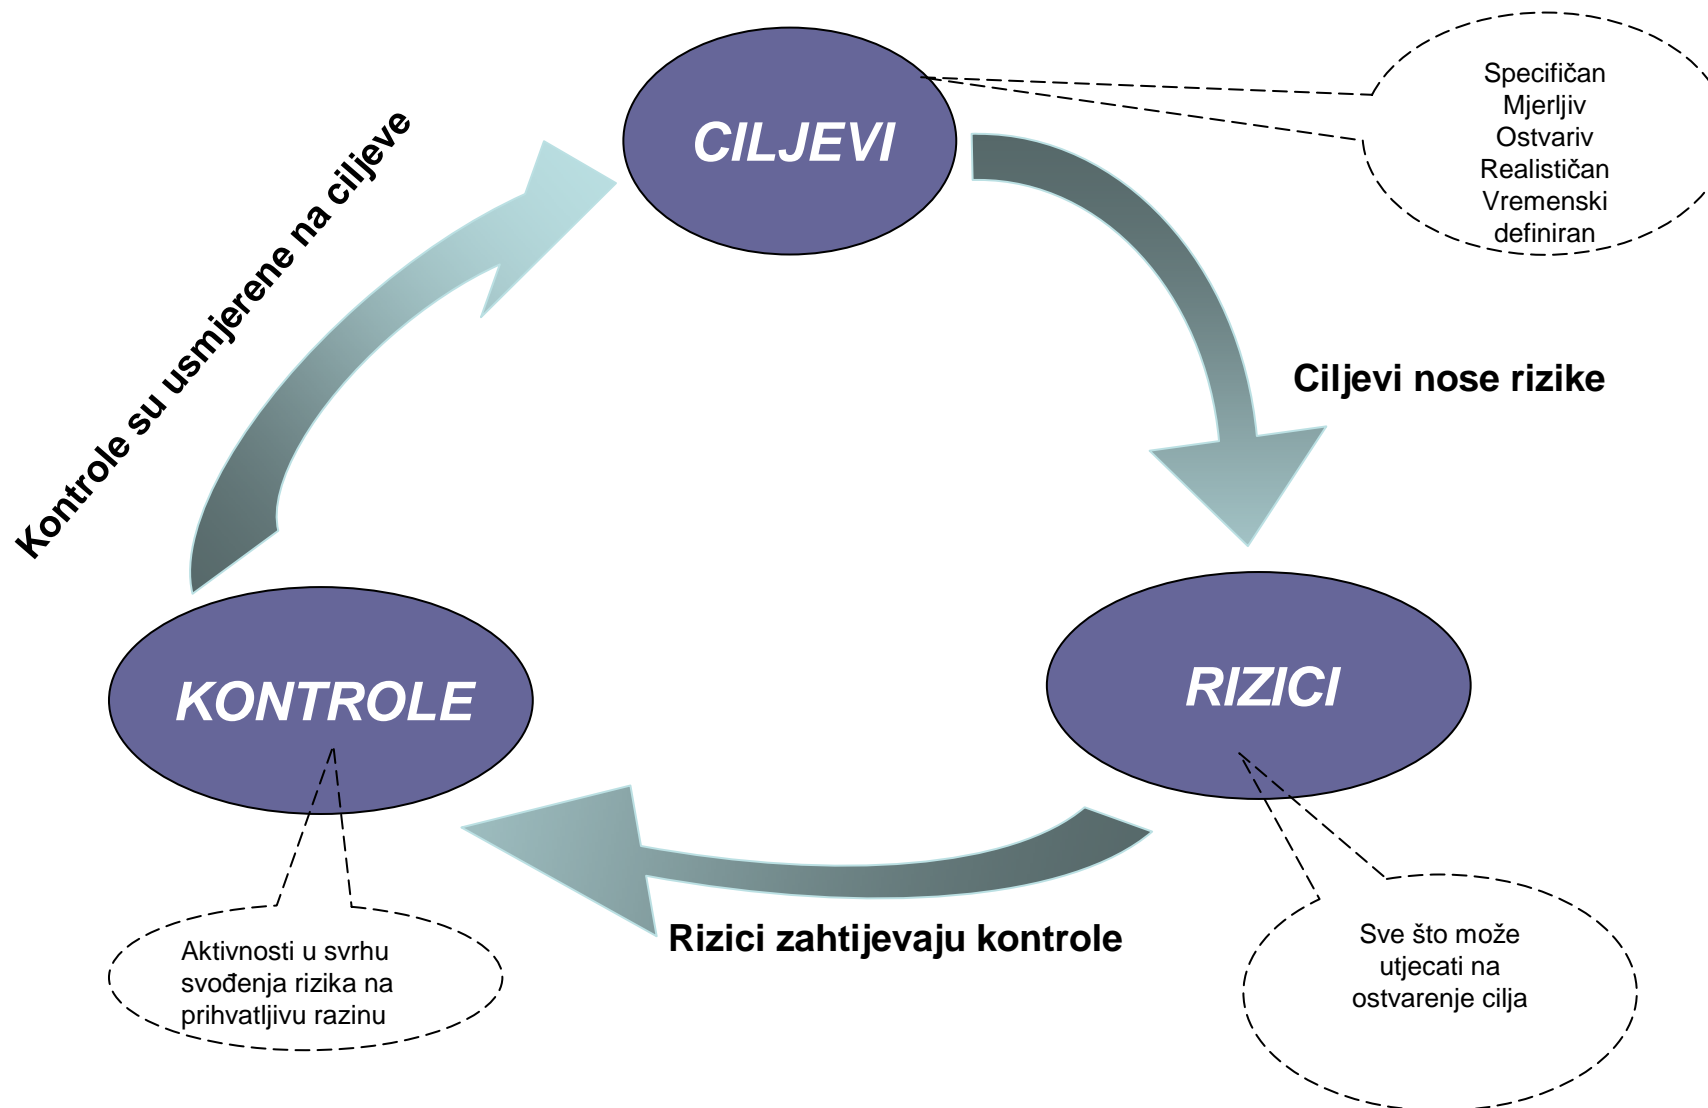 CILJEVI
Specifičan
Mjerljiv
Ostvariv
Realističan
Vremenski
definiran
Kontrole su usmjerene na ciljeve
Ciljevi nose rizike
KONTROLE
RIZICI
Rizici zahtijevaju kontrole
Aktivnosti u svrhu
svođenja rizika na
prihvatljivu razinu
Sve što može
utjecati na
ostvarenje cilja